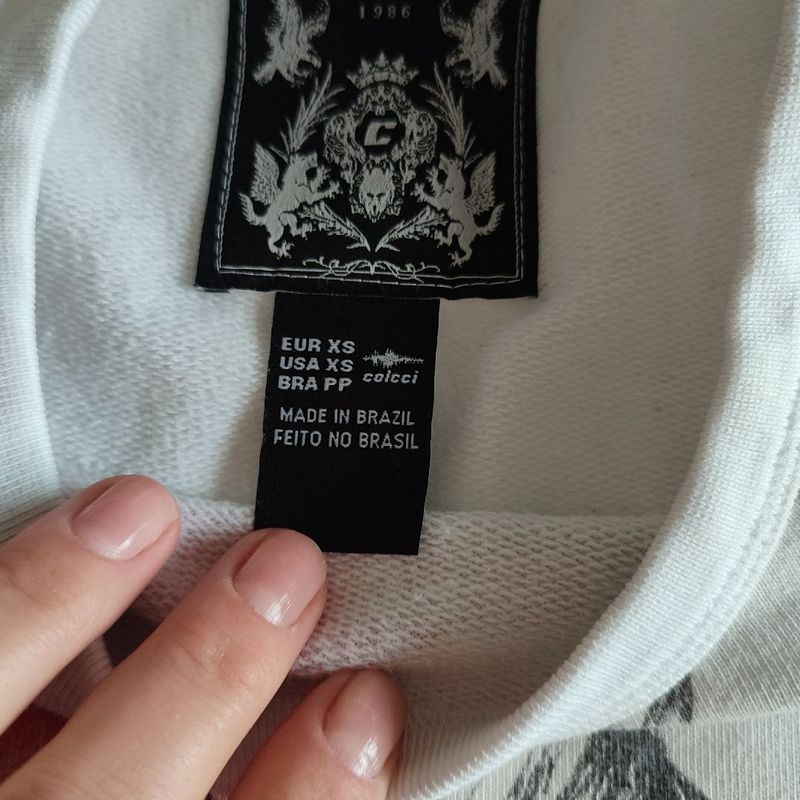 1986
C
EUR XS
USA XS
BRA PP
colcci
MADE IN BRAZIL
FEITO NO BRASIL